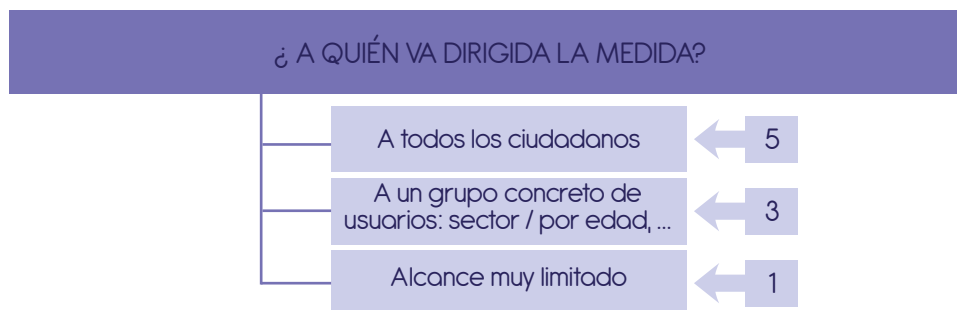 ¿ A QUIÉN VA DIRIGIDA LA MEDIDA?
A todos los ciudadanos
5
A un grupo concreto de
usuarios: sector / por edad, ...
3
Alcance muy limitado
1